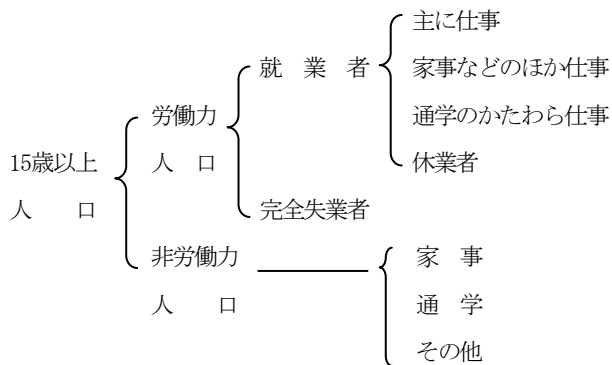 主に仕事
就　業　者
家事などのほか仕事
労働力
人　口
通学のかたわら仕事
休業者
15歳以上
人　　口
完全失業者
非労働力
人　　口
家　事
通　学
その他